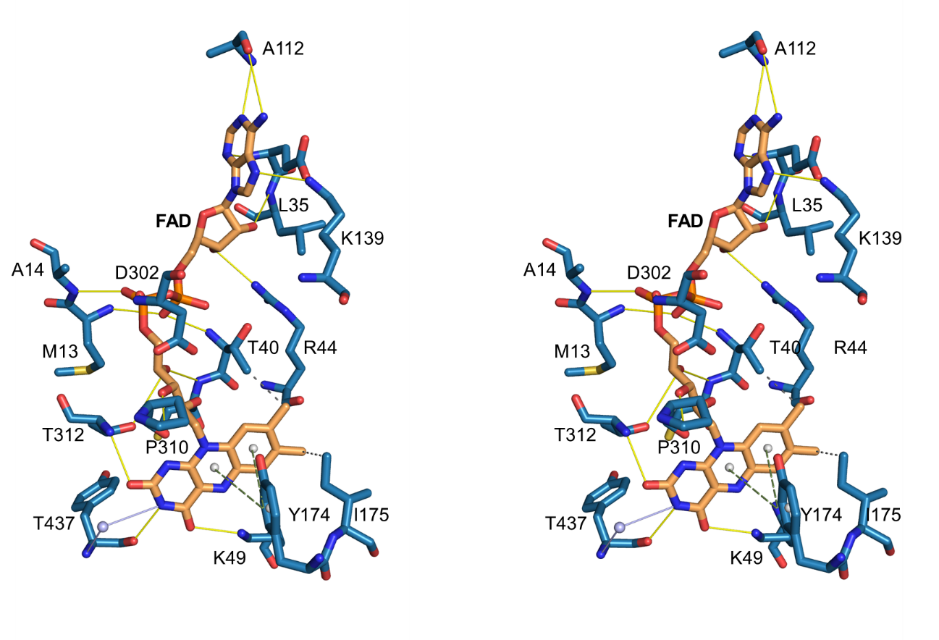 A112
A112
L35
L35
FAD
FAD
K139
K139
A14
D302
A14
D302
M13
T40
R44
M13
T40
R44
T312
P310
T312
P310
T437
Y174
I175
T437
Y174
I175
K49
K49